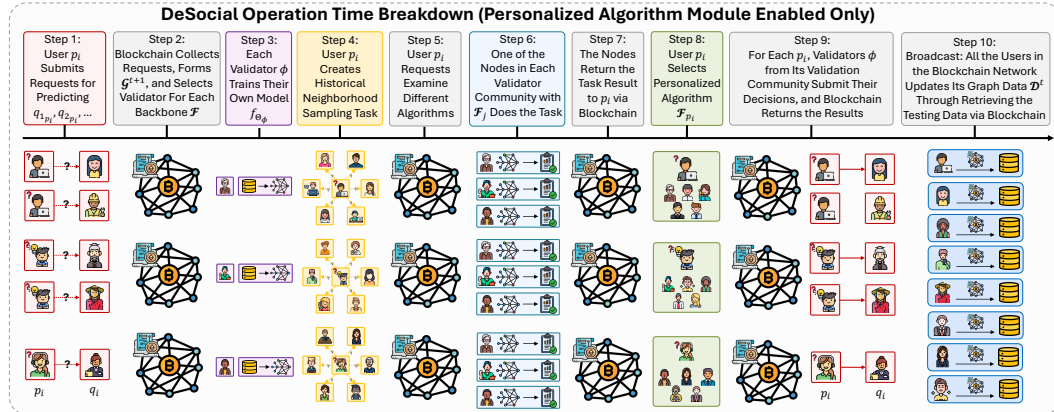 DeSocial Operation Time Breakdown (Personalized Algorithm Module Enabled Only)
Step 1:
User 𝑝ᵢ
Submits
Requests for
Predicting
𝑞₁ₚᵢ, 𝑞₂ₚᵢ, ...
Step 2:
Blockchain Collects
Requests, Forms
𝓖ᵗ⁺¹, and Selects
Validator For Each
Backbone 𝓕
Step 3:
Each
Validator ϕ
Trains Their
Own Model
f_Θ_ϕ
Step 4:
User 𝑝ᵢ
Creates
Historical
Neighborhood
Sampling Task
Step 5:
User 𝑝ᵢ
Requests
Examine
Different
Algorithms
Step 6:
One of the
Nodes in Each
Validator
Community with
𝓕ⱼ Does the Task
Step 7:
The Nodes
Return the
Task Result
to 𝑝ᵢ via
Blockchain
Step 8:
User 𝑝ᵢ
Selects
Personalized
Algorithm
𝓕ₚᵢ
Step 9:
For Each 𝑝ᵢ, Validators ϕ
from Its Validation
Community Submit Their
Decisions, and Blockchain
Returns the Results
Step 10:
Broadcast: All the Users in
the Blockchain Network
Updates Its Graph Data 𝓓ᵗ
Through Retrieving the
Testing Data via Blockchain
?
?
?
?
?
𝑝ᵢ 𝑞ᵢ
𝑝ᵢ 𝑞ᵢ